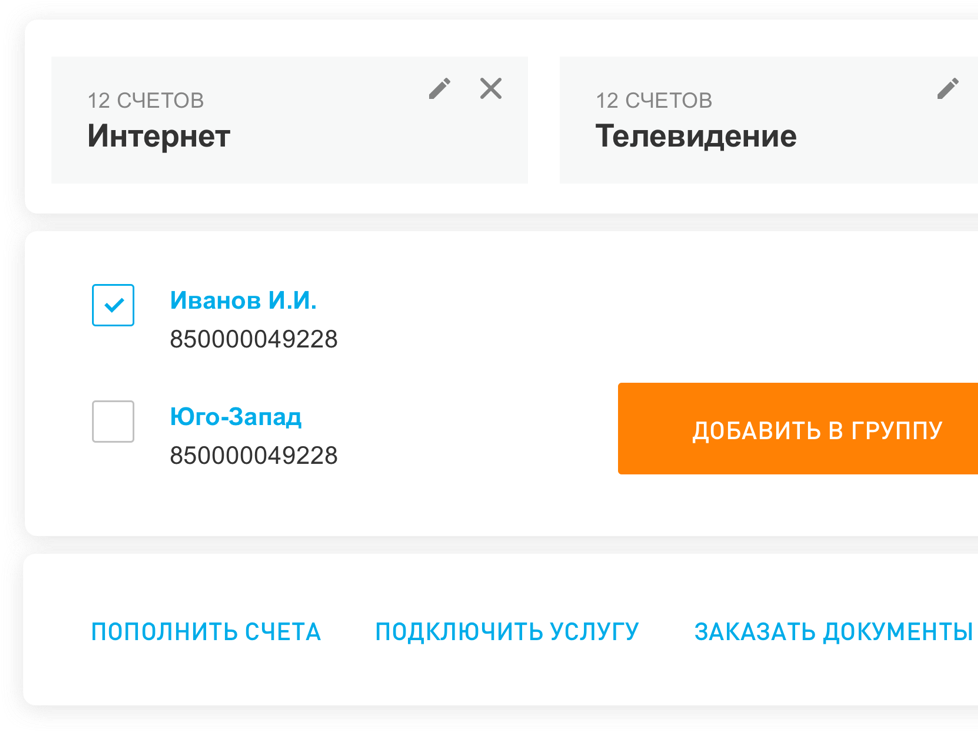 12 СЧЕТОВ
Интернет
12 СЧЕТОВ
Телевидение
Иванов И.И.
850000049228
Юго-Запад
850000049228
ДОБАВИТЬ В ГРУППУ
ПОПОЛНИТЬ СЧЕТА
ПОДКЛЮЧИТЬ УСЛУГУ
ЗАКАЗАТЬ ДОКУМЕНТЫ